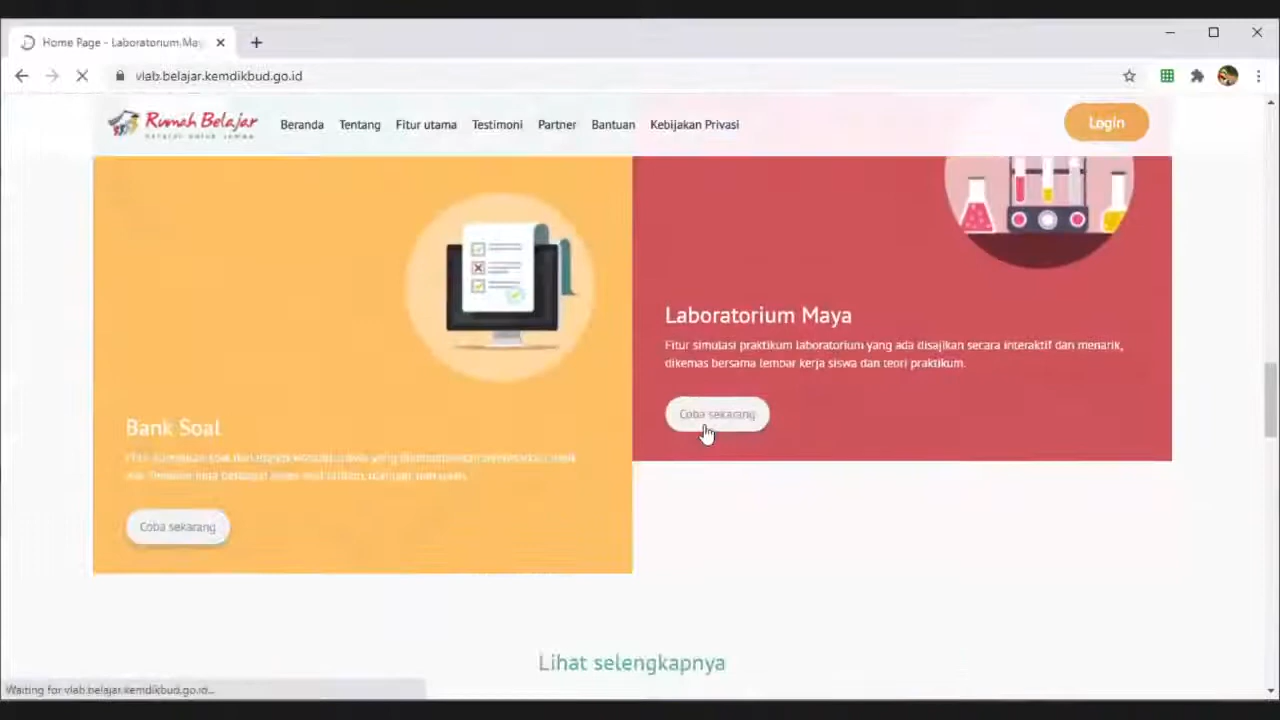 Home Page - Laboratorium May
vlab.belajar.kemdikbud.go.id
Rumah Belajar
Beranda
Tentang
Fitur utama
Testimoni
Partner
Bantuan
Kebijakan Privasi
Login
Laboratorium Maya
Fitur simulasi praktikum laboratorium yang ada disajikan secara interaktif dan menarik,
dikemas bersama lembar kerja siswa dan teori praktikum.
Coba sekarang
Bank Soal
Coba sekarang
Lihat selengkapnya
Waiting for vlab.belajar.kemdikbud.go.id...